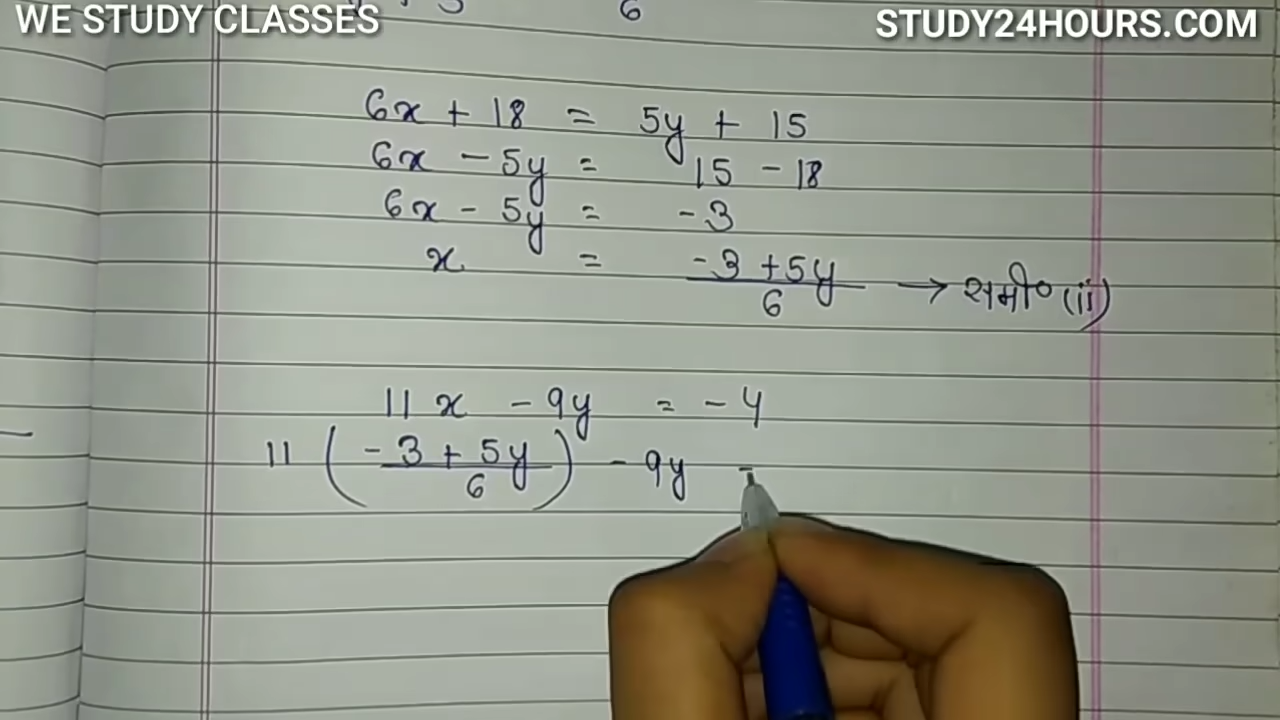 WE STUDY CLASSES STUDY24HOURS.COM
6
6x + 18 = 5y + 15
6x - 5y = 15 - 18
6x - 5y = -3
x = -3 + 5y / 6 → समी० (ii)
11x - 9y = -4
11 ( -3 + 5y / 6 ) - 9y